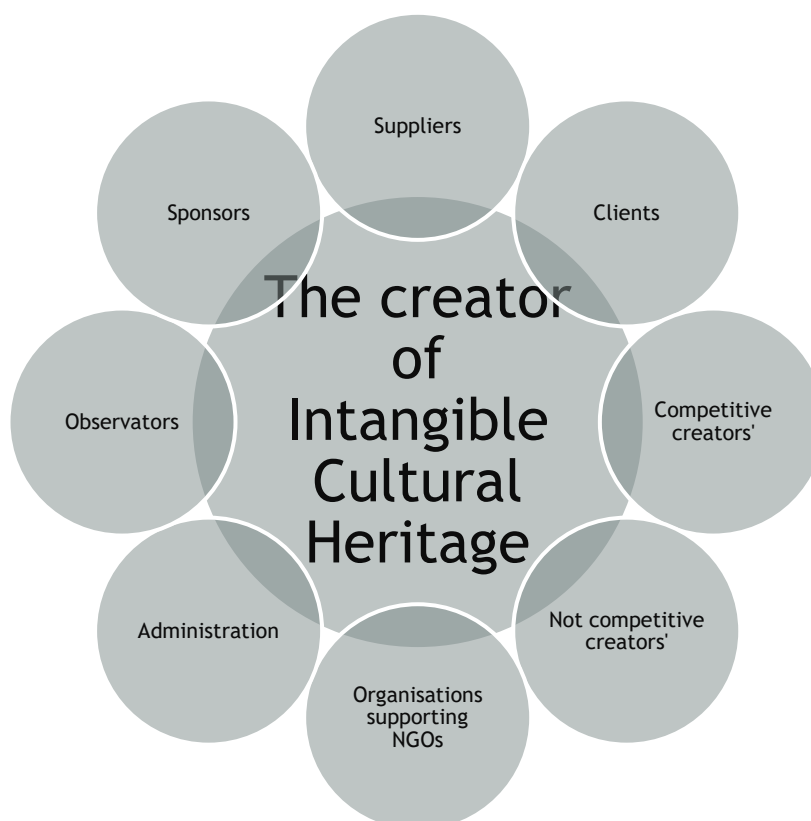 Suppliers
Clients
Competitive
creators'
Not competitive
creators'
Organisations
supporting
NGOs
Administration
Observators
Sponsors
The creator
of
Intangible
Cultural
Heritage